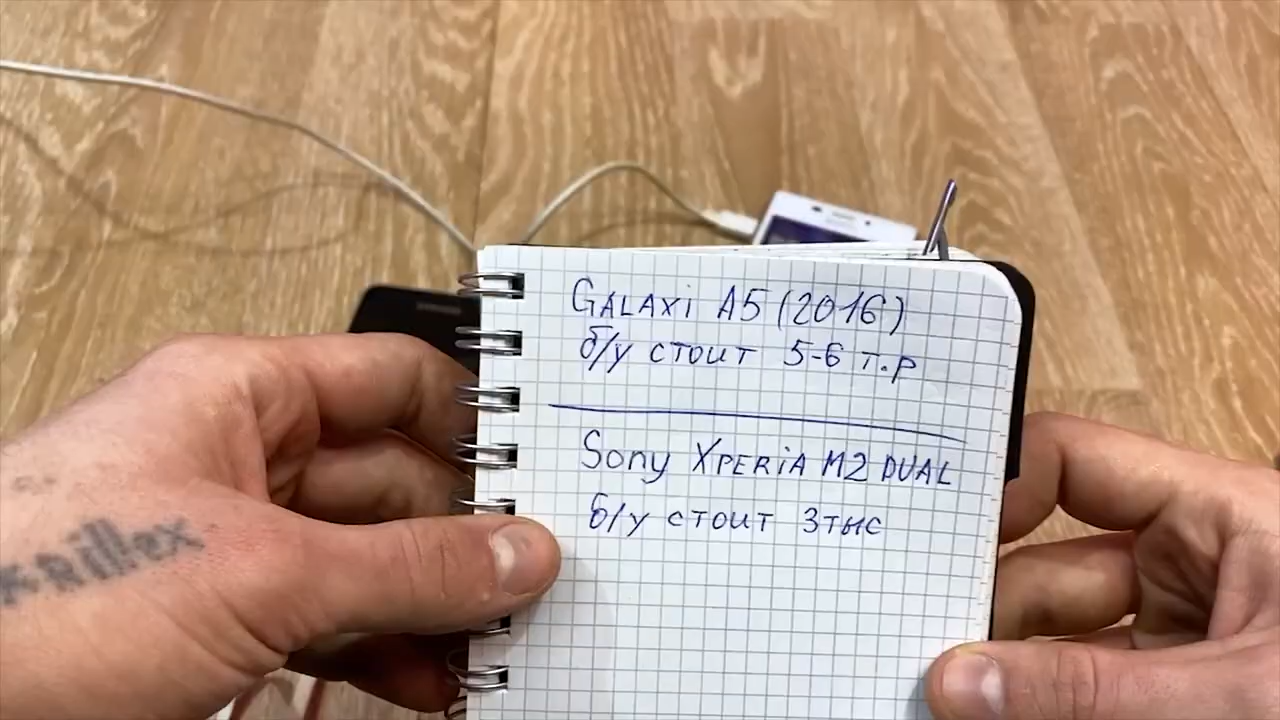 GALAXi A5 (2016)
б/у стоит 5-6 т.р
Sony XPERiA M2 DUAL
б/у стоит 3тыс